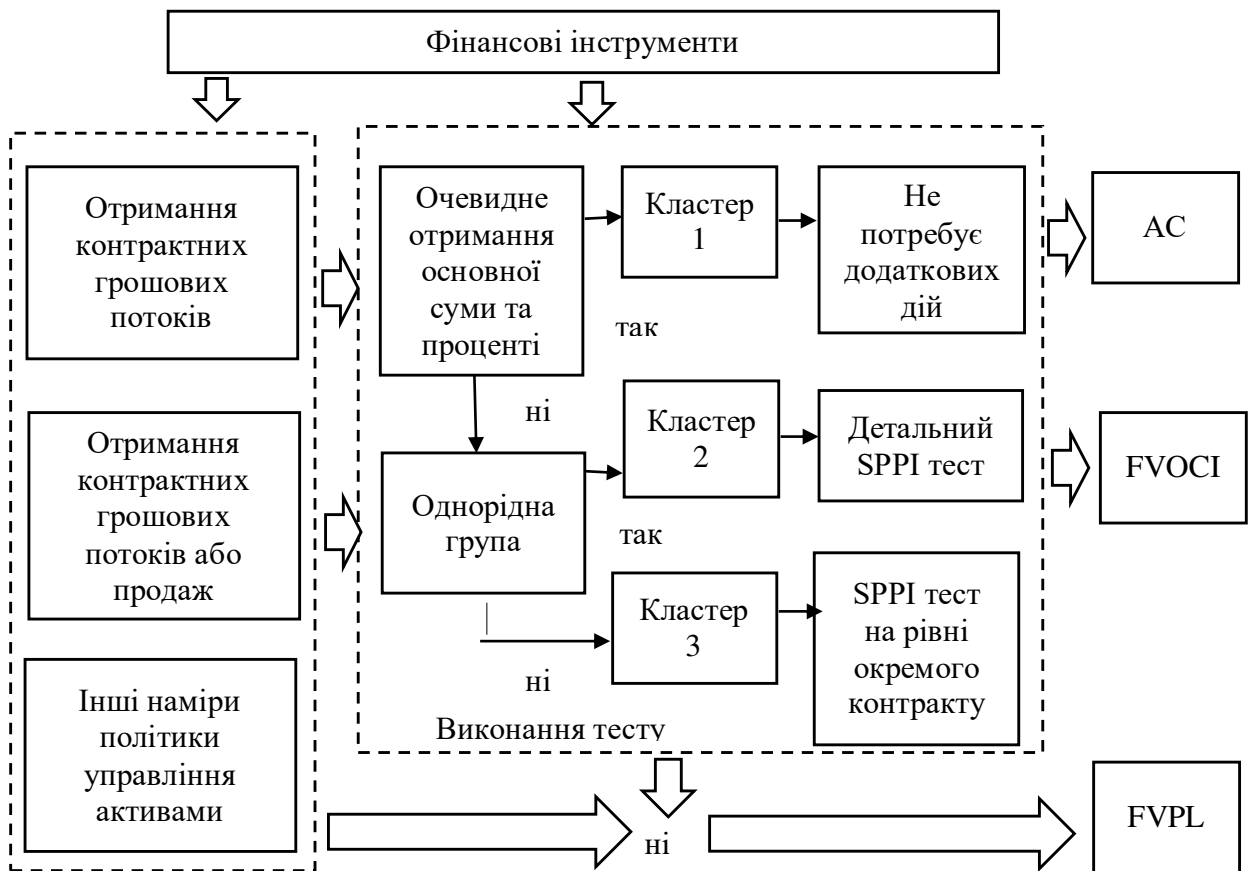 Фінансові інструменти
Отримання
контрактних
грошових
потоків
Отримання
контрактних
грошових
потоків або
продаж
Інші наміри
політики
управління
активами
Очевидне
отримання
основної
суми та
проценті
так
Кластер
1
Не
потребує
додаткових
дій
ні
Однорідна
група
так
Кластер
2
Детальний
SPPI тест
ні
Кластер
3
SPPI тест
на рівні
окремого
контракту
Виконання тесту
ні
AC
FVOCI
FVPL